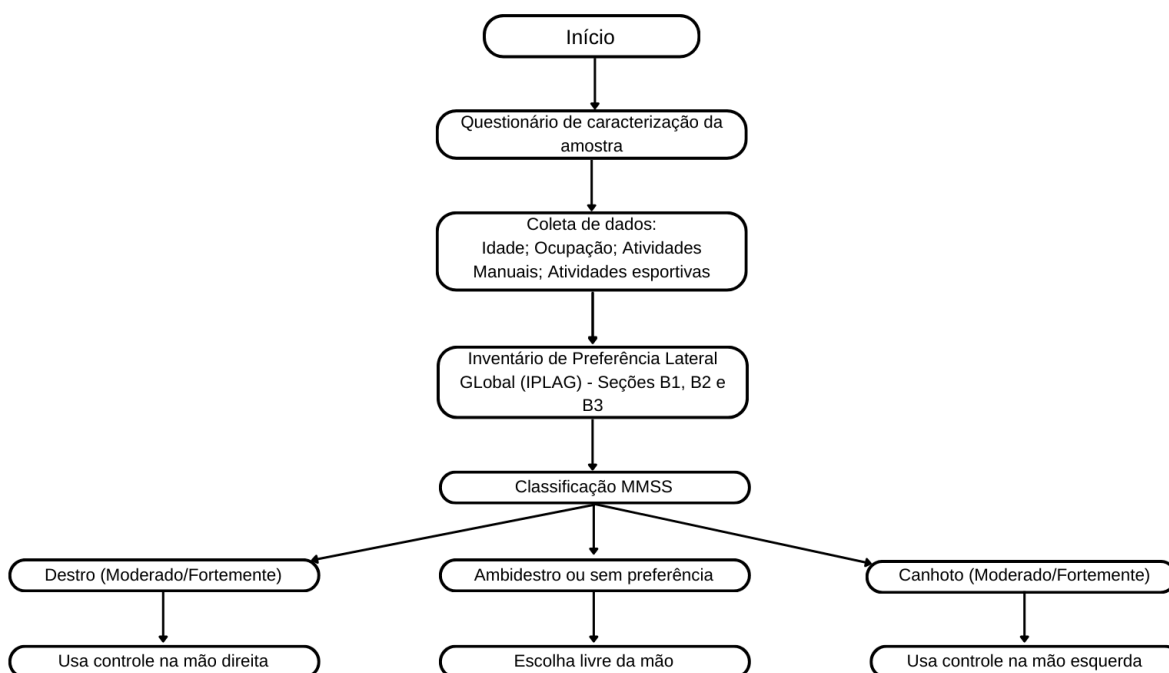 Início
Questionário de caracterização da
amostra
Coleta de dados:
Idade; Ocupação; Atividades
Manuais; Atividades esportivas
Inventário de Preferência Lateral
GLobal (IPLAG) - Seções B1, B2 e
B3
Classificação MMSS
Destro (Moderado/Fortemente)
Ambidestro ou sem preferência
Canhoto (Moderado/Fortemente)
Usa controle na mão direita
Escolha livre da mão
Usa controle na mão esquerda